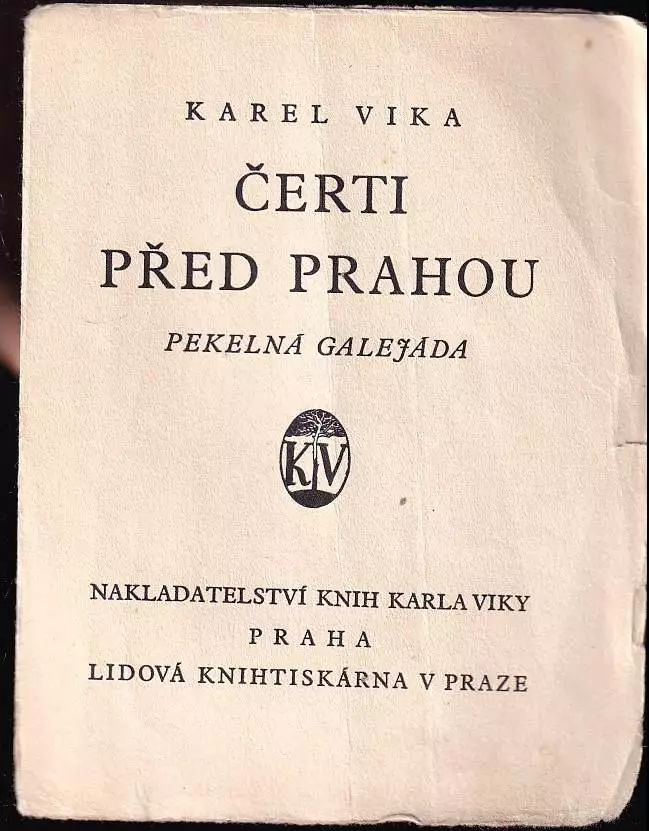 KAREL VIKA
ČERTI
PŘED PRAHOU
PEKELNÁ GALEJÁDA
KV
NAKLADATELSTVÍ KNIH KARLA VIKY
PRAHA
LIDOVÁ KNIHTISKÁRNA V PRAZE